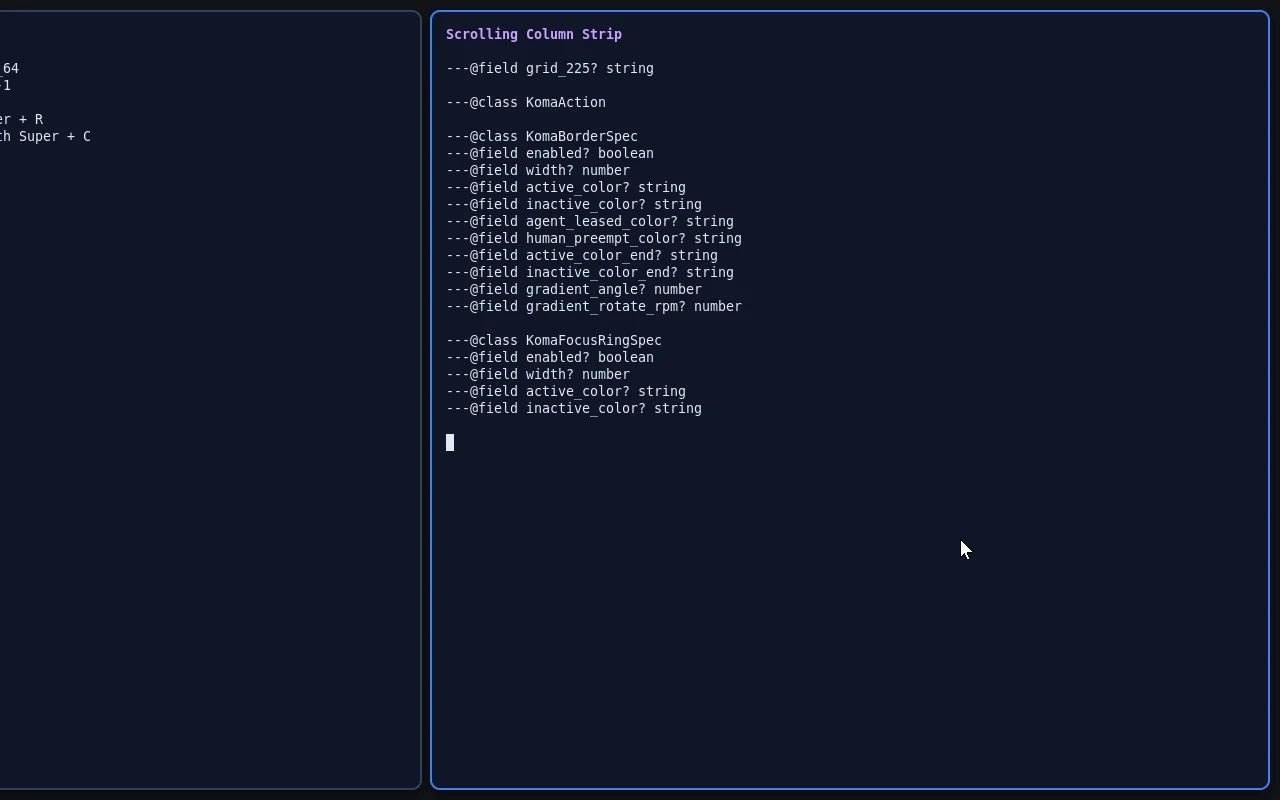 _64
-1
er + R
th Super + C
Scrolling Column Strip
---@field grid_225? string
---@class KomaAction
---@class KomaBorderSpec
---@field enabled? boolean
---@field width? number
---@field active_color? string
---@field inactive_color? string
---@field agent_leased_color? string
---@field human_preempt_color? string
---@field active_color_end? string
---@field inactive_color_end? string
---@field gradient_angle? number
---@field gradient_rotate_rpm? number
---@class KomaFocusRingSpec
---@field enabled? boolean
---@field width? number
---@field active_color? string
---@field inactive_color? string